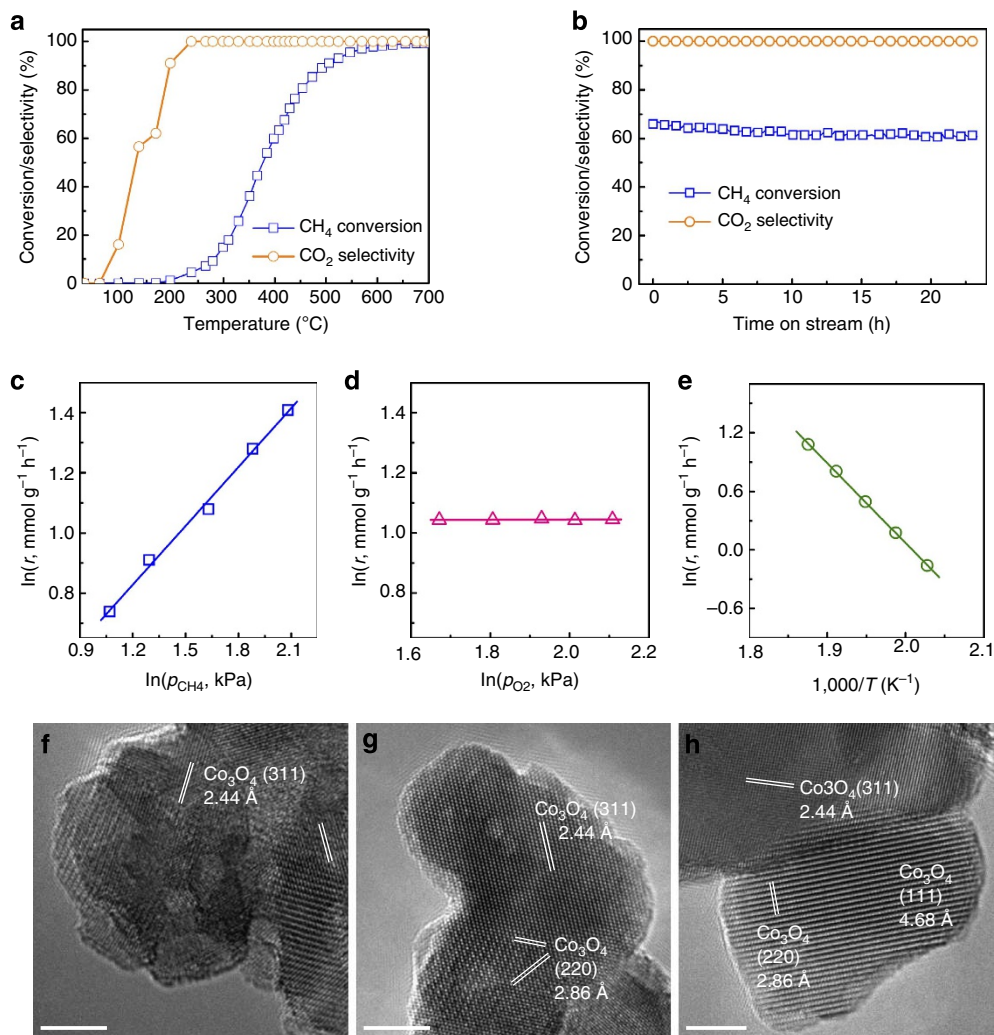 a
100
80
60
40
20
0
Conversion/selectivity (%)
CH₄ conversion
CO₂ selectivity
100 200 300 400 500 600 700
Temperature (°C)
b
100
80
60
40
20
0
Conversion/selectivity (%)
CH₄ conversion
CO₂ selectivity
0 5 10 15 20
Time on stream (h)
c
1.4
1.2
1.0
0.8
ln(r, mmol g⁻¹ h⁻¹)
0.9 1.2 1.5 1.8 2.1
ln(p_CH4, kPa)
d
1.4
1.2
1.0
0.8
ln(r, mmol g⁻¹ h⁻¹)
1.6 1.8 2.0 2.2
ln(p_O2, kPa)
e
1.2
0.6
0.0
−0.6
ln(r, mmol g⁻¹ h⁻¹)
1.8 1.9 2.0 2.1
1,000/T (K⁻¹)
f
Co₃O₄ (311)
2.44 Å
g
Co₃O₄ (311)
2.44 Å
Co₃O₄
(220)
2.86 Å
h
Co3O₄(311)
2.44 Å
Co₃O₄
(111)
4.68 Å
Co₃O₄
(220)
2.86 Å